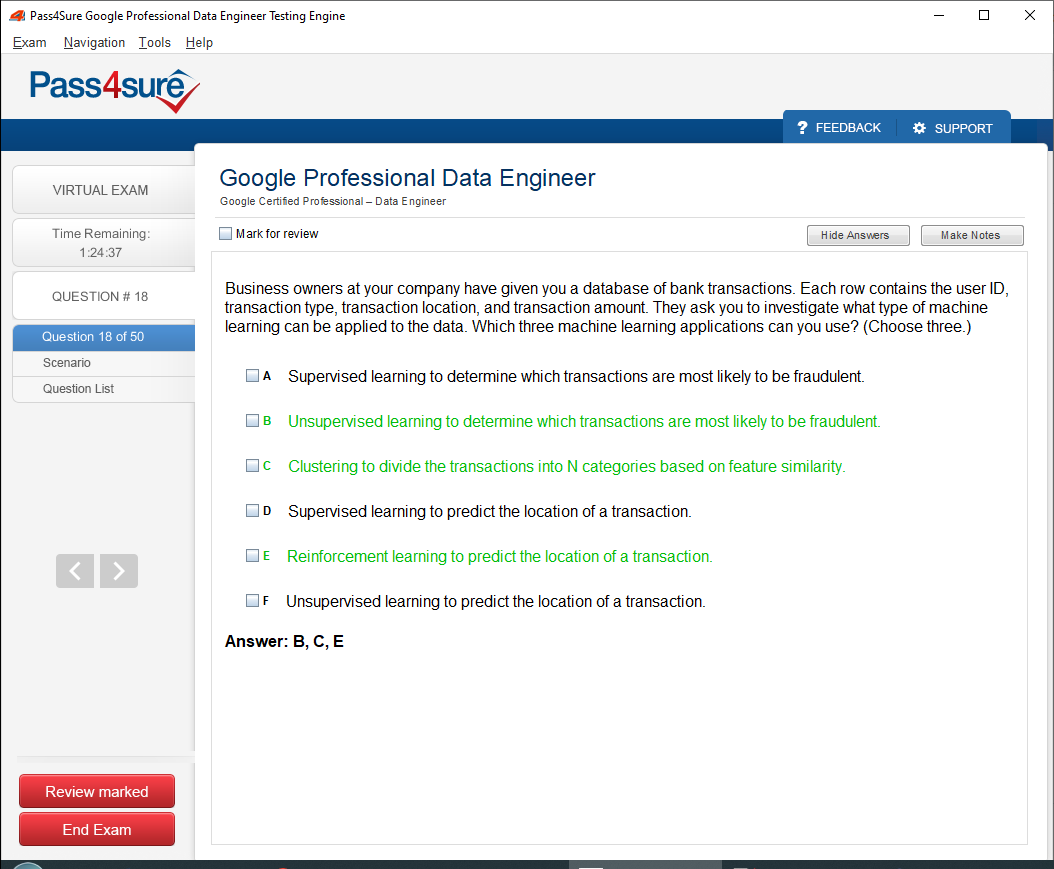 Pass4Sure Google Professional Data Engineer Testing Engine
Exam Navigation Tools Help
Pass4sure
? FEEDBACK SUPPORT
VIRTUAL EXAM
Time Remaining:
1:24:37
QUESTION # 18
Question 18 of 50
Scenario
Question List
Review marked
End Exam
Google Professional Data Engineer
Google Certified Professional – Data Engineer
Mark for review
Hide Answers
Make Notes
Business owners at your company have given you a database of bank transactions. Each row contains the user ID,
transaction type, transaction location, and transaction amount. They ask you to investigate what type of machine
learning can be applied to the data. Which three machine learning applications can you use? (Choose three.)
A Supervised learning to determine which transactions are most likely to be fraudulent.
B Unsupervised learning to determine which transactions are most likely to be fraudulent.
C Clustering to divide the transactions into N categories based on feature similarity.
D Supervised learning to predict the location of a transaction.
E Reinforcement learning to predict the location of a transaction.
F Unsupervised learning to predict the location of a transaction.
Answer: B, C, E